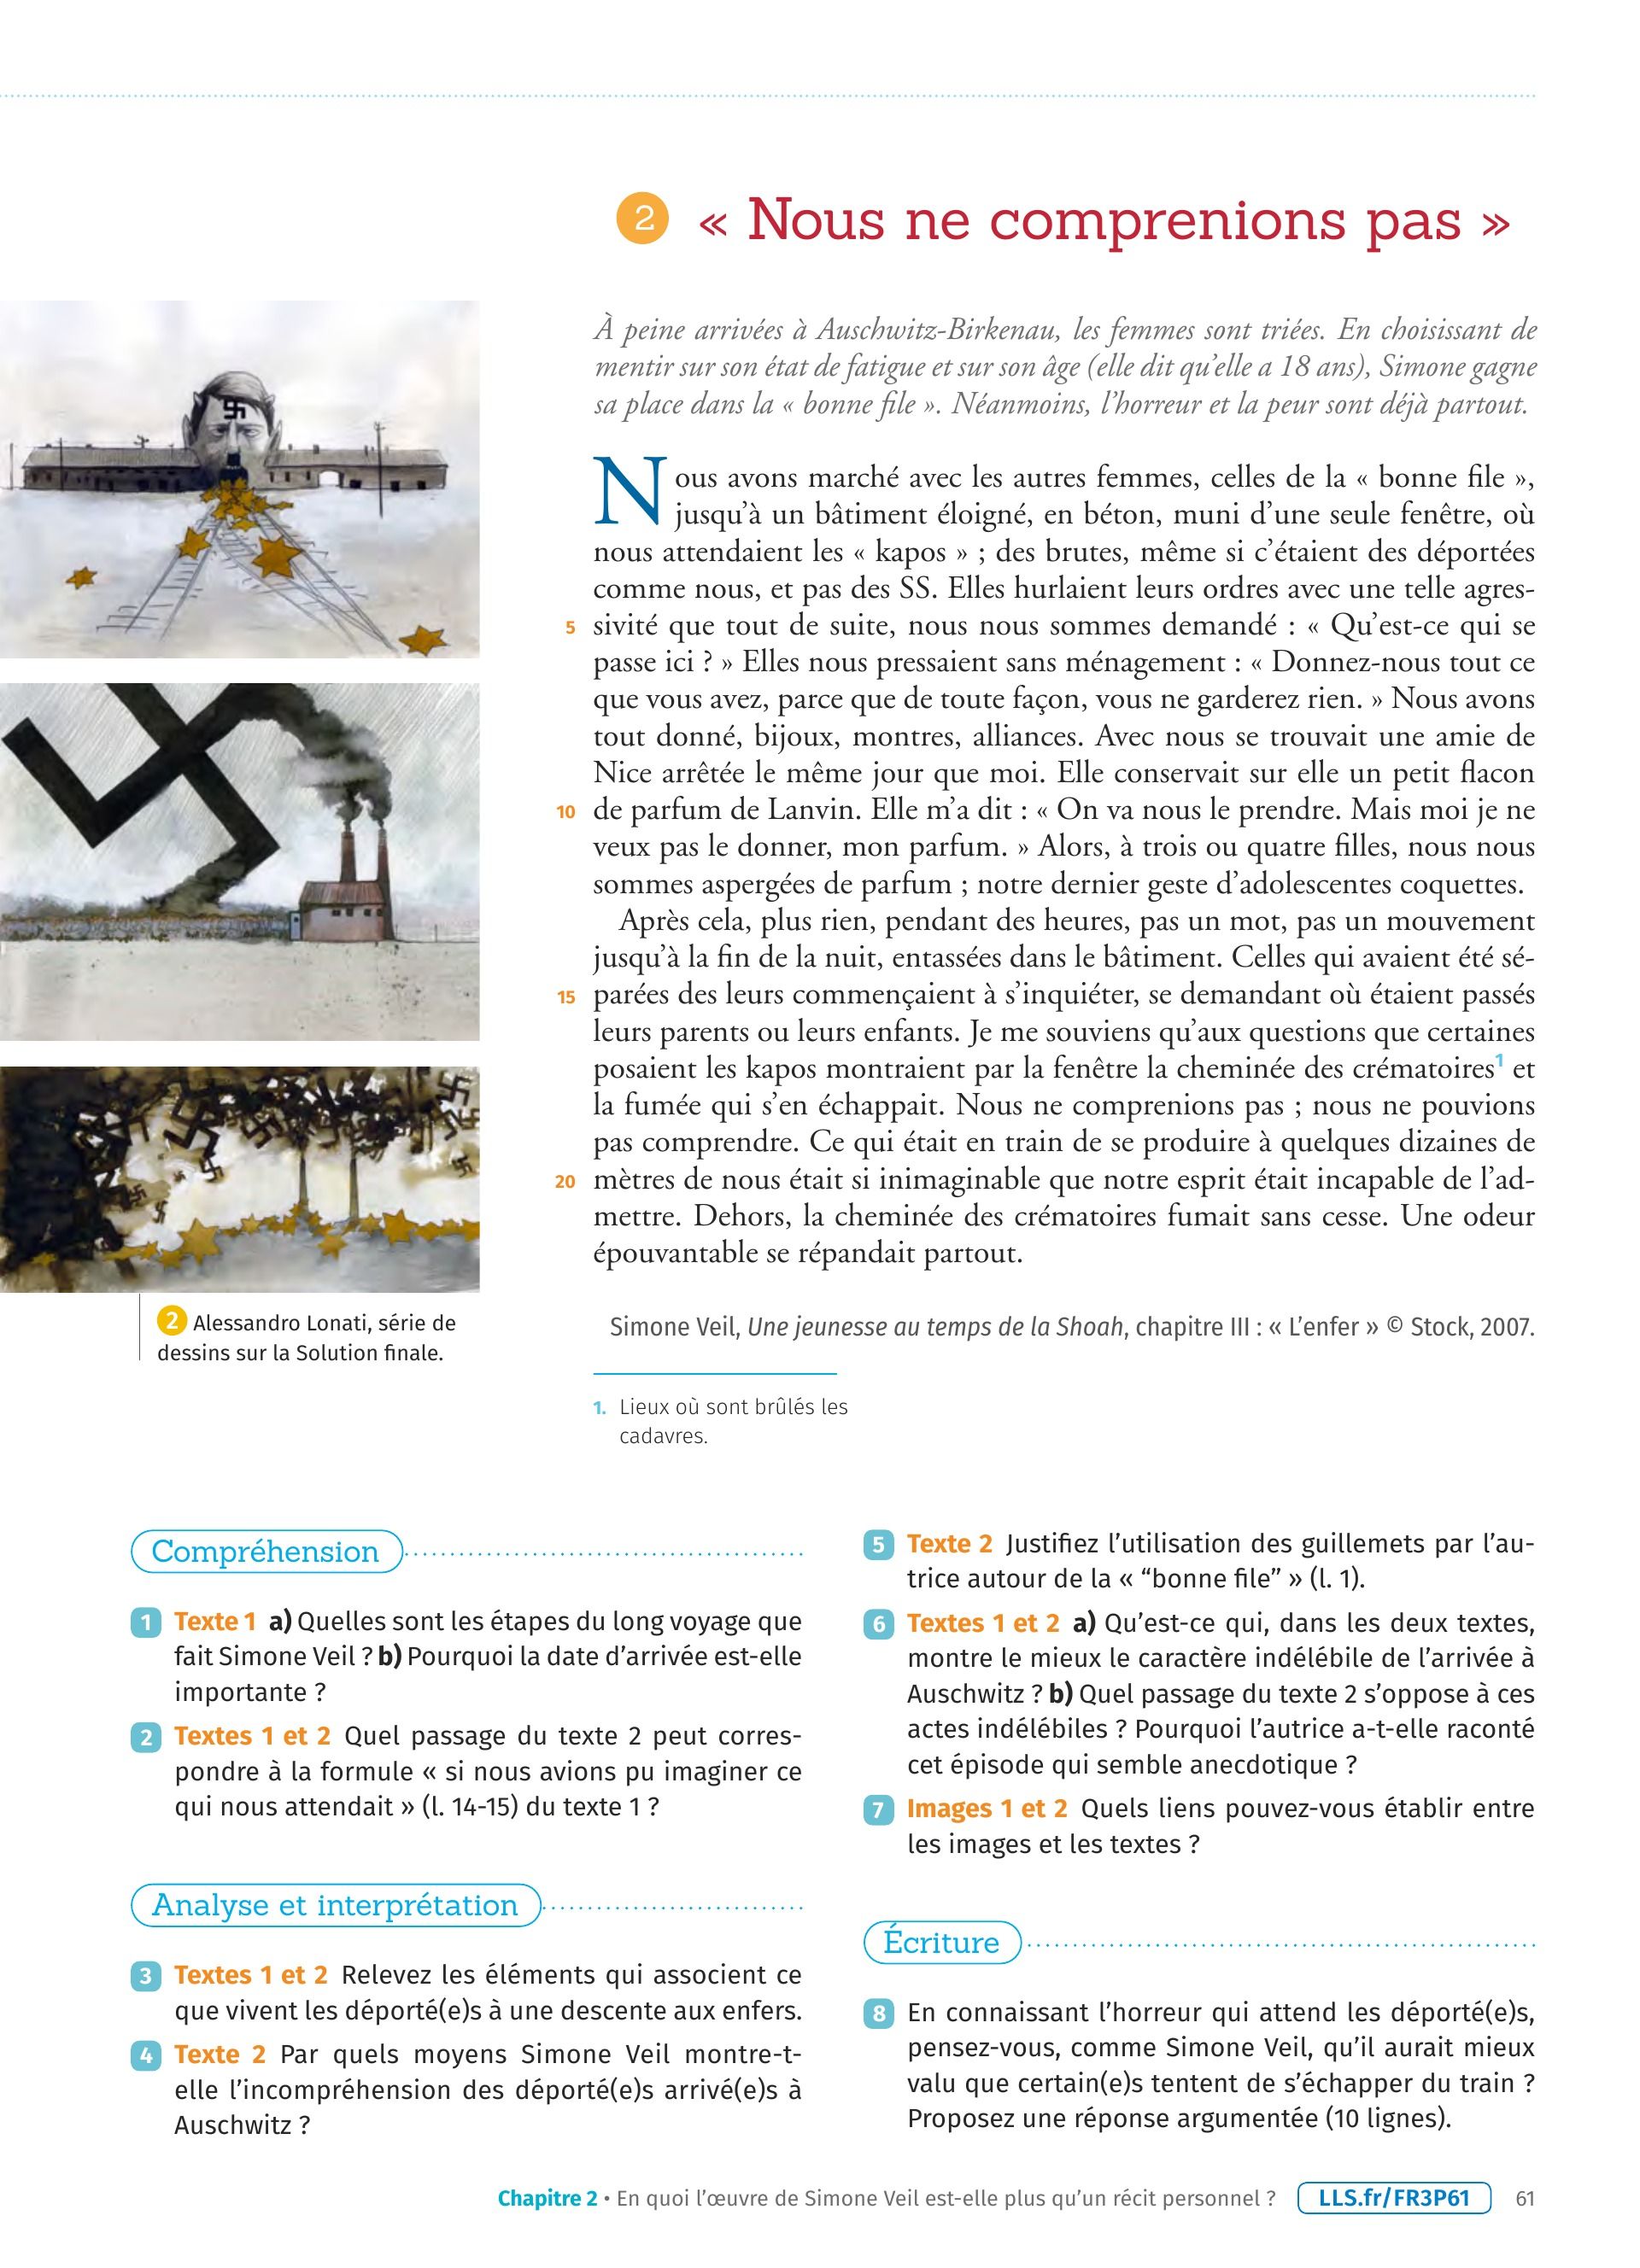 2 « Nous ne comprenions pas »
À peine arrivées à Auschwitz-Birkenau, les femmes sont triées. En choisissant de
mentir sur son état de fatigue et sur son âge (elle dit qu’elle a 18 ans), Simone gagne
sa place dans la « bonne file ». Néanmoins, l’horreur et la peur sont déjà partout.
Nous avons marché avec les autres femmes, celles de la « bonne file »,
jusqu’à un bâtiment éloigné, en béton, muni d’une seule fenêtre, où
nous attendaient les « kapos » ; des brutes, même si c’étaient des déportées
comme nous, et pas des SS. Elles hurlaient leurs ordres avec une telle agres-
5 sivité que tout de suite, nous nous sommes demandé : « Qu’est-ce qui se
passe ici ? » Elles nous pressaient sans ménagement : « Donnez-nous tout ce
que vous avez, parce que de toute façon, vous ne garderez rien. » Nous avons
tout donné, bijoux, montres, alliances. Avec nous se trouvait une amie de
Nice arrêtée le même jour que moi. Elle conservait sur elle un petit flacon
10 de parfum de Lanvin. Elle m’a dit : « On va nous le prendre. Mais moi je ne
veux pas le donner, mon parfum. » Alors, à trois ou quatre filles, nous nous
sommes aspergées de parfum ; notre dernier geste d’adolescentes coquettes.
Après cela, plus rien, pendant des heures, pas un mot, pas un mouvement
jusqu’à la fin de la nuit, entassées dans le bâtiment. Celles qui avaient été sé-
15 parées des leurs commençaient à s’inquiéter, se demandant où étaient passés
leurs parents ou leurs enfants. Je me souviens qu’aux questions que certaines
posaient les kapos montraient par la fenêtre la cheminée des crématoires1 et
la fumée qui s’en échappait. Nous ne comprenions pas ; nous ne pouvions
pas comprendre. Ce qui était en train de se produire à quelques dizaines de
20 mètres de nous était si inimaginable que notre esprit était incapable de l’ad-
mettre. Dehors, la cheminée des crématoires fumait sans cesse. Une odeur
épouvantable se répandait partout.
Simone Veil, Une jeunesse au temps de la Shoah, chapitre III : « L’enfer » © Stock, 2007.
1. Lieux où sont brûlés les
cadavres.
2 Alessandro Lonati, série de
dessins sur la Solution finale.
Compréhension
1 Texte 1 a) Quelles sont les étapes du long voyage que
fait Simone Veil ? b) Pourquoi la date d’arrivée est-elle
importante ?
2 Textes 1 et 2 Quel passage du texte 2 peut corres-
pondre à la formule « si nous avions pu imaginer ce
qui nous attendait » (l. 14-15) du texte 1 ?
Analyse et interprétation
3 Textes 1 et 2 Relevez les éléments qui associent ce
que vivent les déporté(e)s à une descente aux enfers.
4 Texte 2 Par quels moyens Simone Veil montre-t-
elle l’incompréhension des déporté(e)s arrivé(e)s à
Auschwitz ?
5 Texte 2 Justifiez l’utilisation des guillemets par l’au-
trice autour de la « “bonne file” » (l. 1).
6 Textes 1 et 2 a) Qu’est-ce qui, dans les deux textes,
montre le mieux le caractère indélébile de l’arrivée à
Auschwitz ? b) Quel passage du texte 2 s’oppose à ces
actes indélébiles ? Pourquoi l’autrice a-t-elle raconté
cet épisode qui semble anecdotique ?
7 Images 1 et 2 Quels liens pouvez-vous établir entre
les images et les textes ?
Écriture
8 En connaissant l’horreur qui attend les déporté(e)s,
pensez-vous, comme Simone Veil, qu’il aurait mieux
valu que certain(e)s tentent de s’échapper du train ?
Proposez une réponse argumentée (10 lignes).
Chapitre 2 • En quoi l’œuvre de Simone Veil est-elle plus qu’un récit personnel ? LLS.fr/FR3P61 61